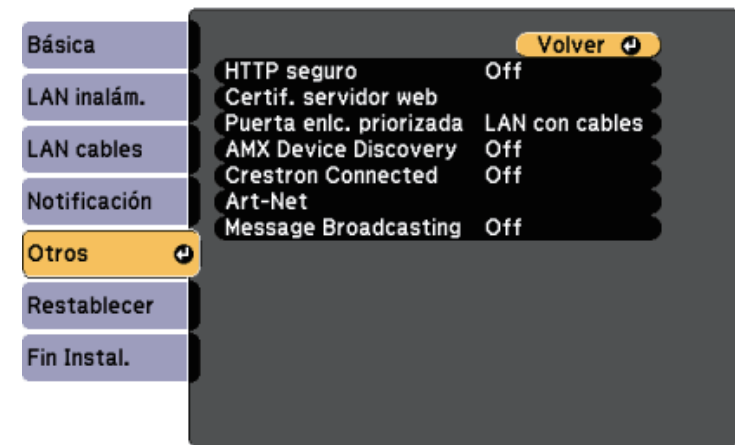 Básica
LAN inalám.
LAN cables
Notificación
Otros
Restablecer
Fin Instal.
Volver
HTTP seguro Off
Certif. servidor web
Puerta enlc. priorizada LAN con cables
AMX Device Discovery Off
Crestron Connected Off
Art-Net
Message Broadcasting Off